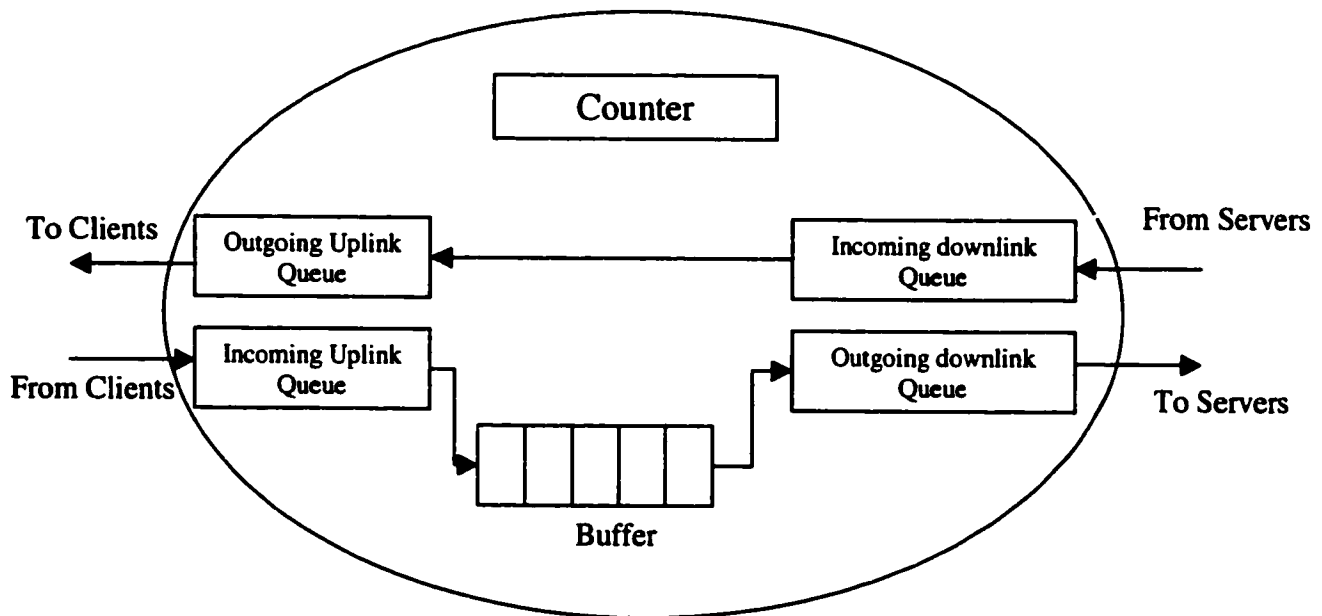 Counter
To Clients
Outgoing Uplink
Queue
Incoming downlink
Queue
From Servers
From Clients
Incoming Uplink
Queue
Outgoing downlink
Queue
To Servers
Buffer